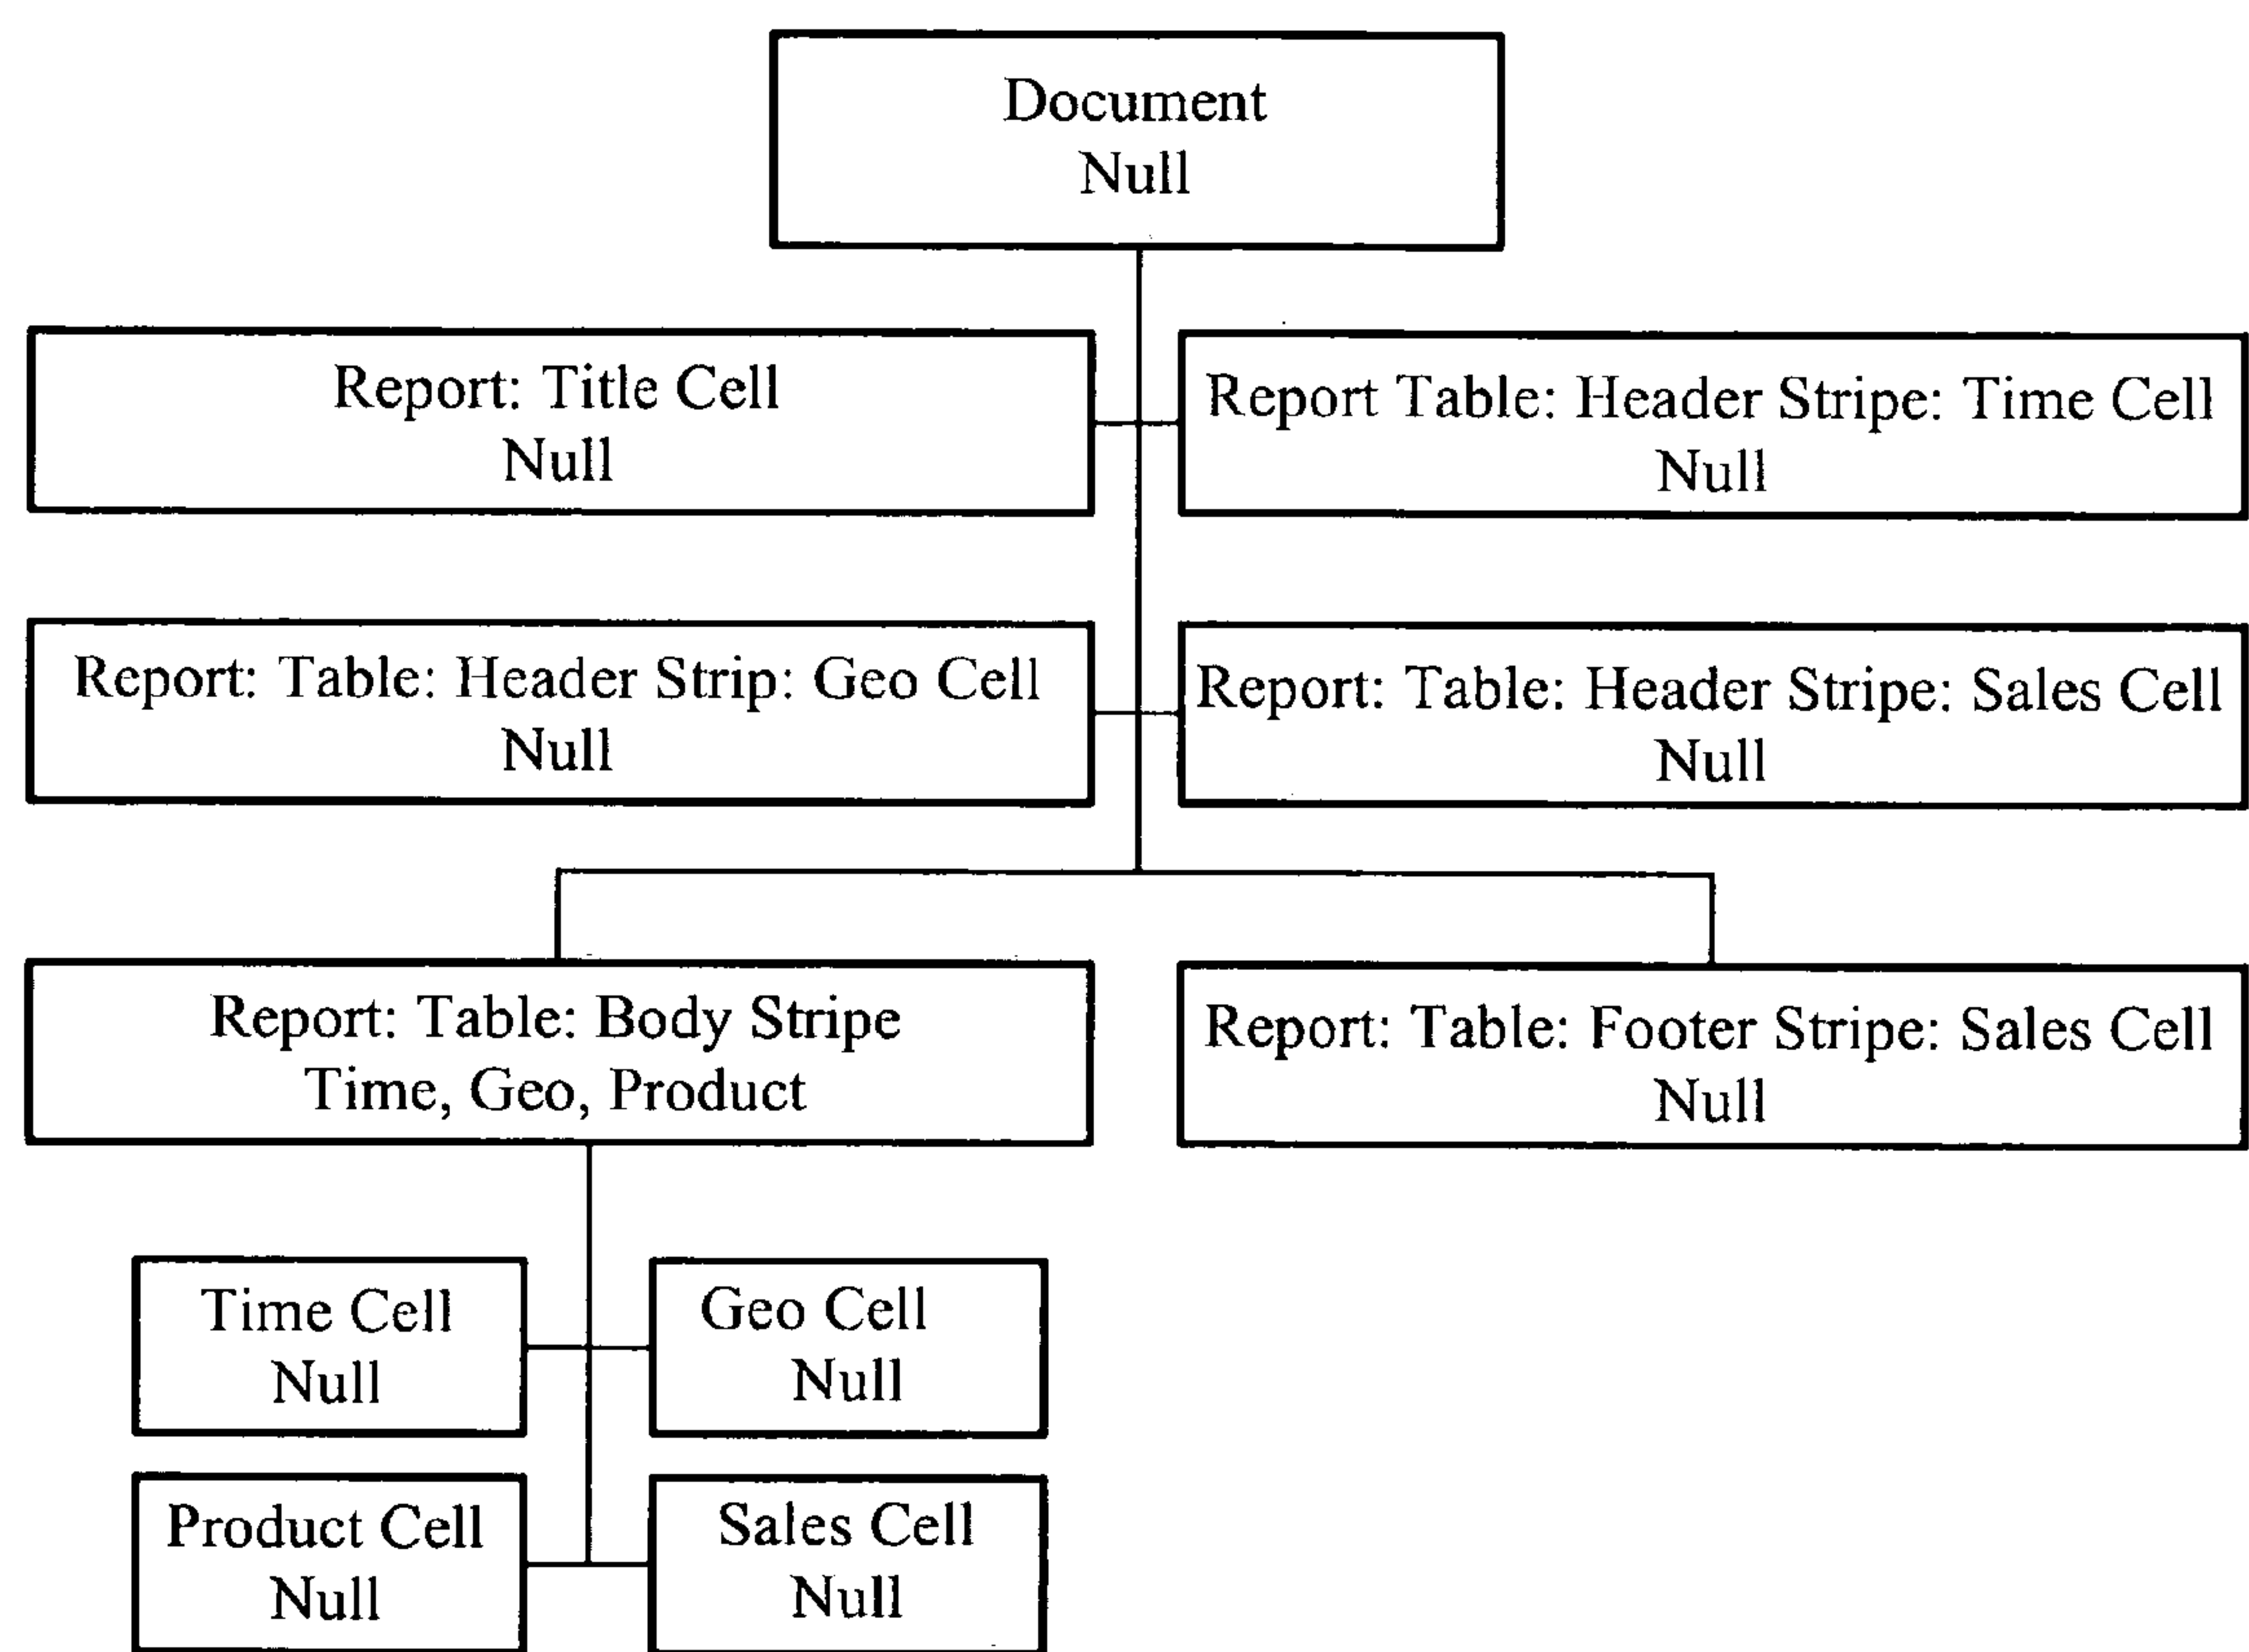 Document
Null
Report: Title Cell
Null
Report Table: Header Stripe: Time Cell
Null
Report: Table: Header Strip: Geo Cell
Null
Report: Table: Header Stripe: Sales Cell
Null
Report: Table: Body Stripe
Time, Geo, Product
Report: Table: Footer Stripe: Sales Cell
Null
Time Cell
Null
Geo Cell
Null
Product Cell
Null
Sales Cell
Null